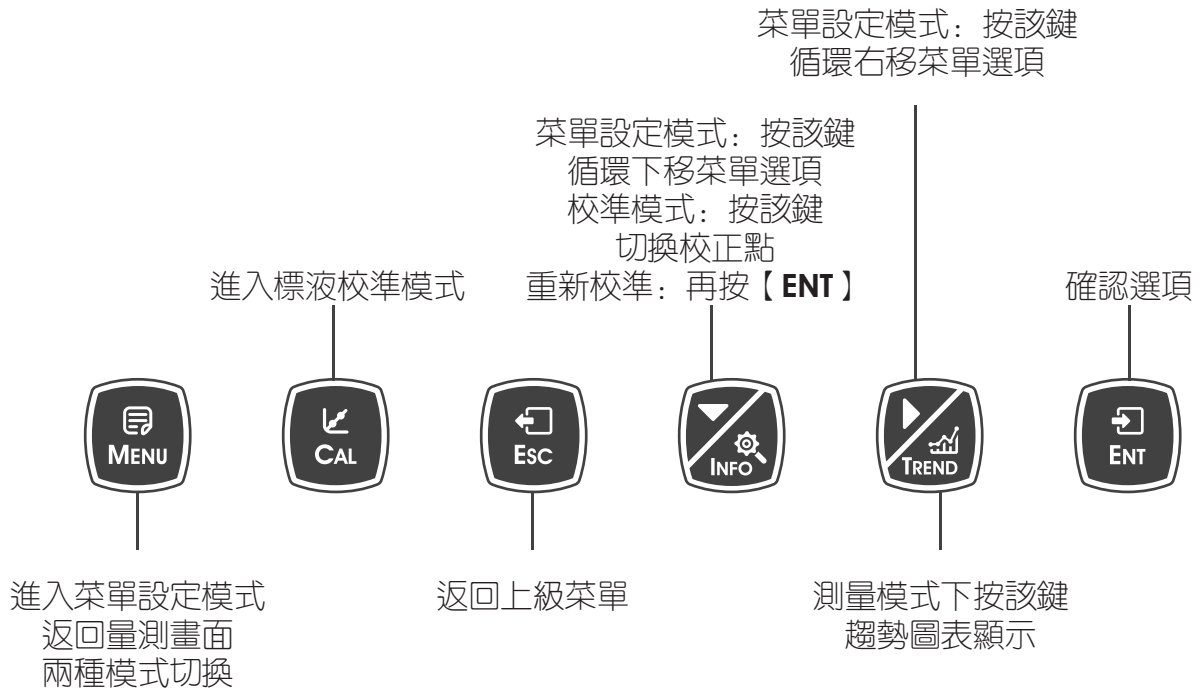 菜單設定模式：按該鍵
循環右移菜單選項
菜單設定模式：按該鍵
循環下移菜單選項
校準模式：按該鍵
切換校正點
重新校準：再按【ENT】
進入標液校準模式
確認選項
MENU
CAL
ESC
INFO
TREND
ENT
進入菜單設定模式
返回量測畫面
兩種模式切換
返回上級菜單
測量模式下按該鍵
趨勢圖表顯示